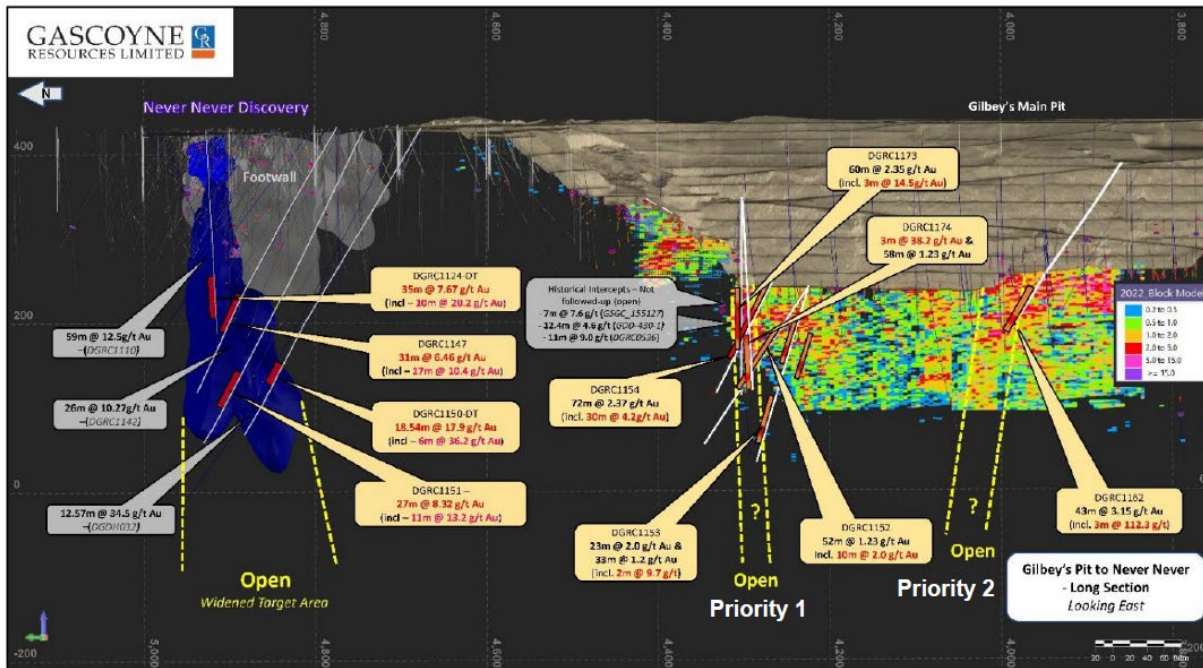 GASCOYNE
RESOURCES LIMITED
GR
N
4,800
4,600
4,400
4,200
4,000
3,800
Never Never Discovery
Gilbey's Main Pit
400
Footwall
DGRC1173
60m @ 2.35 g/t Au
(incl. 3m @ 14.5g/t Au)
DGRC1174
3m @ 38.2 g/t Au &
58m @ 1.23 g/t Au
DGRC1124-DT
35m @ 7.67 g/t Au
(incl – 10m @ 20.2 g/t Au)
Historical Intercepts – Not
followed-up (open)
- 7m @ 7.6 g/t (GSGC_155127)
- 12.4m @ 4.6 g/t (GDD-430-1)
- 11m @ 9.0 g/t (DGRC0536)
2022_Block Model
0.2 to 0.5
0.5 to 1.0
1.0 to 2.0
2.0 to 5.0
5.0 to 15.0
>= 15.0
200
59m @ 12.5g/t Au
–(DGRC1110)
DGRC1147
31m @ 6.46 g/t Au
(incl – 17m @ 10.4 g/t Au)
26m @ 10.27g/t Au
–(DGRC1142)
DGRC1154
72m @ 2.37 g/t Au
(incl. 30m @ 4.2g/t Au)
DGRC1150-DT
18.54m @ 17.9 g/t Au
(incl – 6m @ 36.2 g/t Au)
0
12.57m @ 34.5 g/t Au
–(DGDH032)
DGRC1151 –
27m @ 8.32 g/t Au
(incl – 11m @ 13.2 g/t Au)
DGRC1153
23m @ 2.0 g/t Au &
33m @ 1.2 g/t Au
(incl. 2m @ 9.7 g/t)
DGRC1152
52m @ 1.23 g/t Au
Incl. 10m @ 2.0 g/t Au
DGRC1162
43m @ 3.15 g/t Au
(incl. 3m @ 112.3 g/t)
?
?
Open
Widened Target Area
Open
Priority 1
Open
Priority 2
Gilbey's Pit to Never Never
- Long Section
Looking East
-200
5,000
4,800
4,600
4,400
4,200
4,000
20 0 20 40 60 80m